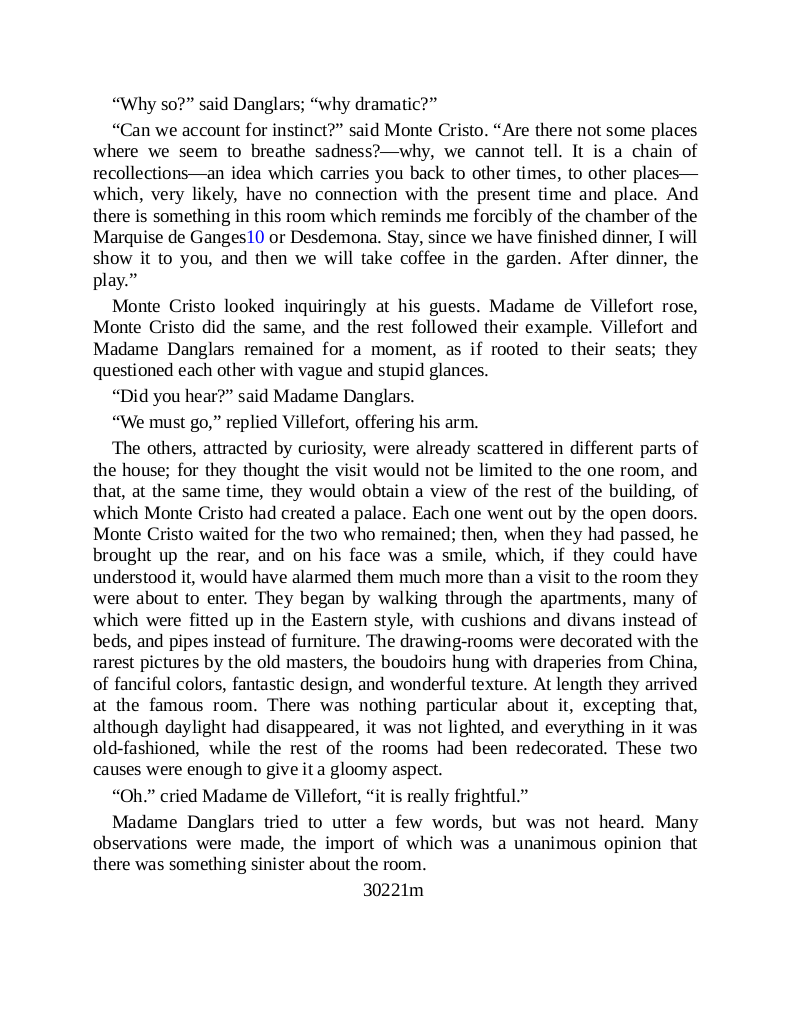 “Why so?” said Danglars; “why dramatic?”
“Can we account for instinct?” said Monte Cristo. “Are there not some places
where we seem to breathe sadness?—why, we cannot tell. It is a chain of
recollections—an idea which carries you back to other times, to other places—
which, very likely, have no connection with the present time and place. And
there is something in this room which reminds me forcibly of the chamber of the
Marquise de Ganges10 or Desdemona. Stay, since we have finished dinner, I will
show it to you, and then we will take coffee in the garden. After dinner, the
play.”
Monte Cristo looked inquiringly at his guests. Madame de Villefort rose,
Monte Cristo did the same, and the rest followed their example. Villefort and
Madame Danglars remained for a moment, as if rooted to their seats; they
questioned each other with vague and stupid glances.
“Did you hear?” said Madame Danglars.
“We must go,” replied Villefort, offering his arm.
The others, attracted by curiosity, were already scattered in different parts of
the house; for they thought the visit would not be limited to the one room, and
that, at the same time, they would obtain a view of the rest of the building, of
which Monte Cristo had created a palace. Each one went out by the open doors.
Monte Cristo waited for the two who remained; then, when they had passed, he
brought up the rear, and on his face was a smile, which, if they could have
understood it, would have alarmed them much more than a visit to the room they
were about to enter. They began by walking through the apartments, many of
which were fitted up in the Eastern style, with cushions and divans instead of
beds, and pipes instead of furniture. The drawing-rooms were decorated with the
rarest pictures by the old masters, the boudoirs hung with draperies from China,
of fanciful colors, fantastic design, and wonderful texture. At length they arrived
at the famous room. There was nothing particular about it, excepting that,
although daylight had disappeared, it was not lighted, and everything in it was
old-fashioned, while the rest of the rooms had been redecorated. These two
causes were enough to give it a gloomy aspect.
“Oh.” cried Madame de Villefort, “it is really frightful.”
Madame Danglars tried to utter a few words, but was not heard. Many
observations were made, the import of which was a unanimous opinion that
there was something sinister about the room.
30221m